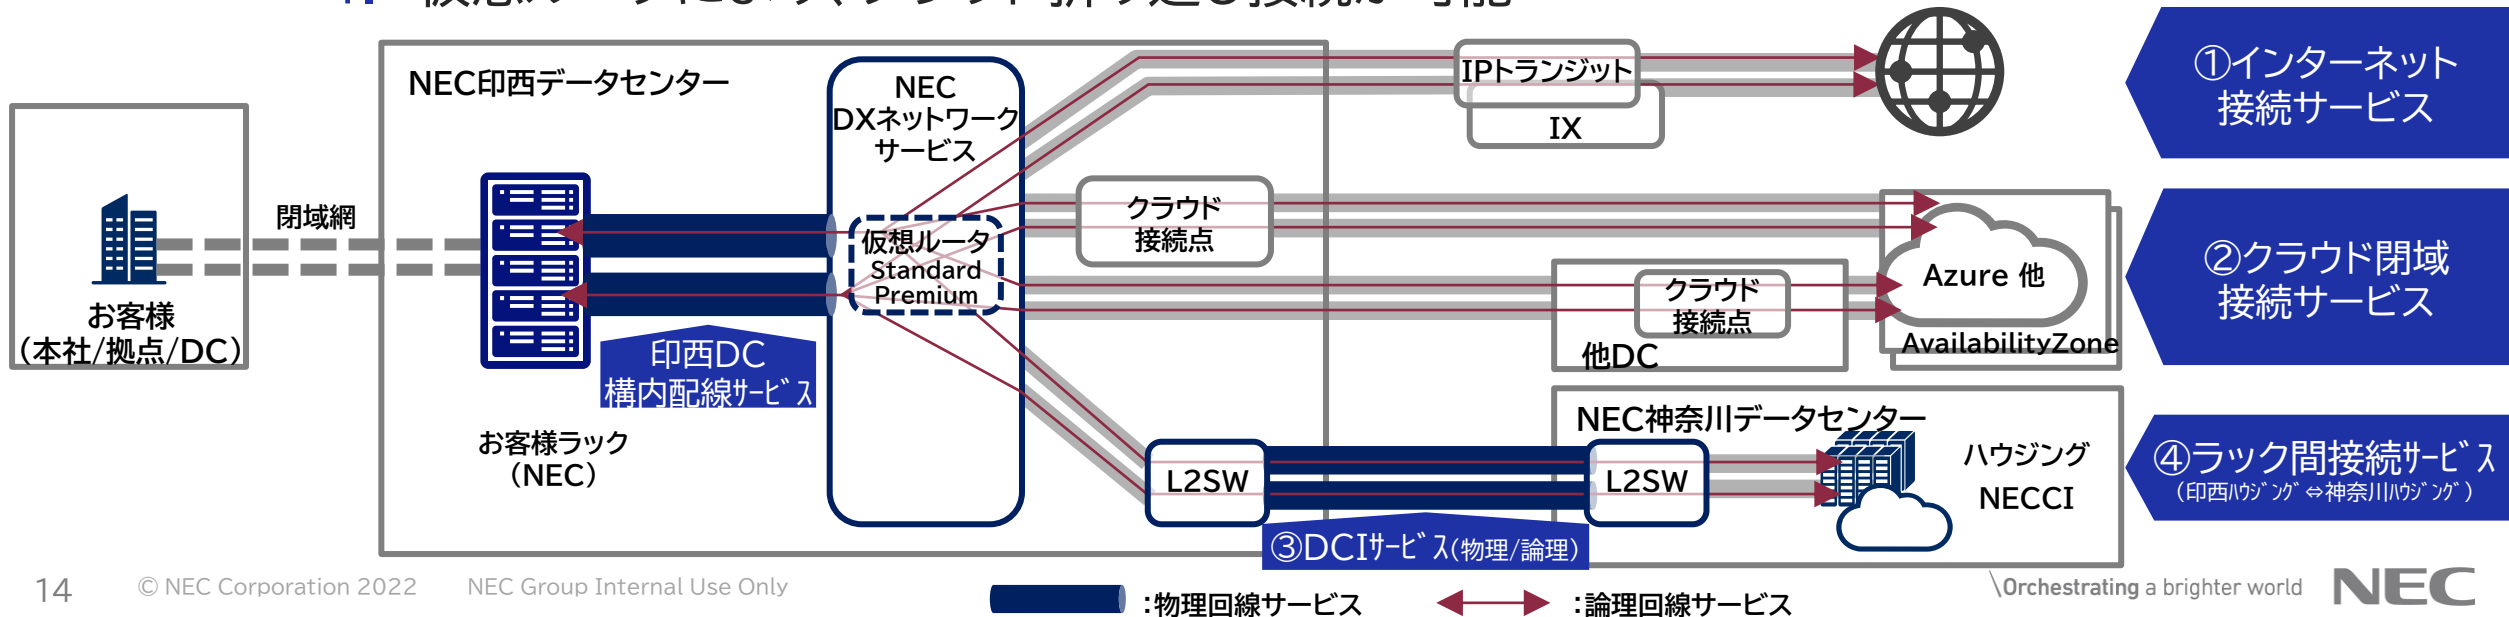 NEC印西データセンター
NEC
DXネットワーク
サービス
IPトランジット
IX
①インターネット
接続サービス
閉域網
お客様
（本社/拠点/DC）
仮想ルータ
Standard
Premium
クラウド
接続点
クラウド
接続点
他DC
Azure 他
AvailabilityZone
②クラウド閉域
接続サービス
印西DC
構内配線ｻｰﾋﾞｽ
お客様ラック
（NEC）
L2SW
L2SW
NEC神奈川データセンター
ハウジング
NECCI
③DCIｻｰﾋﾞｽ(物理/論理)
④ラック間接続ｻｰﾋﾞｽ
（印西ﾊｳｼﾞﾝｸﾞ⇔神奈川ﾊｳｼﾞﾝｸﾞ）
14
© NEC Corporation 2022
NEC Group Internal Use Only
:物理回線サービス
:論理回線サービス
\Orchestrating a brighter world
NEC